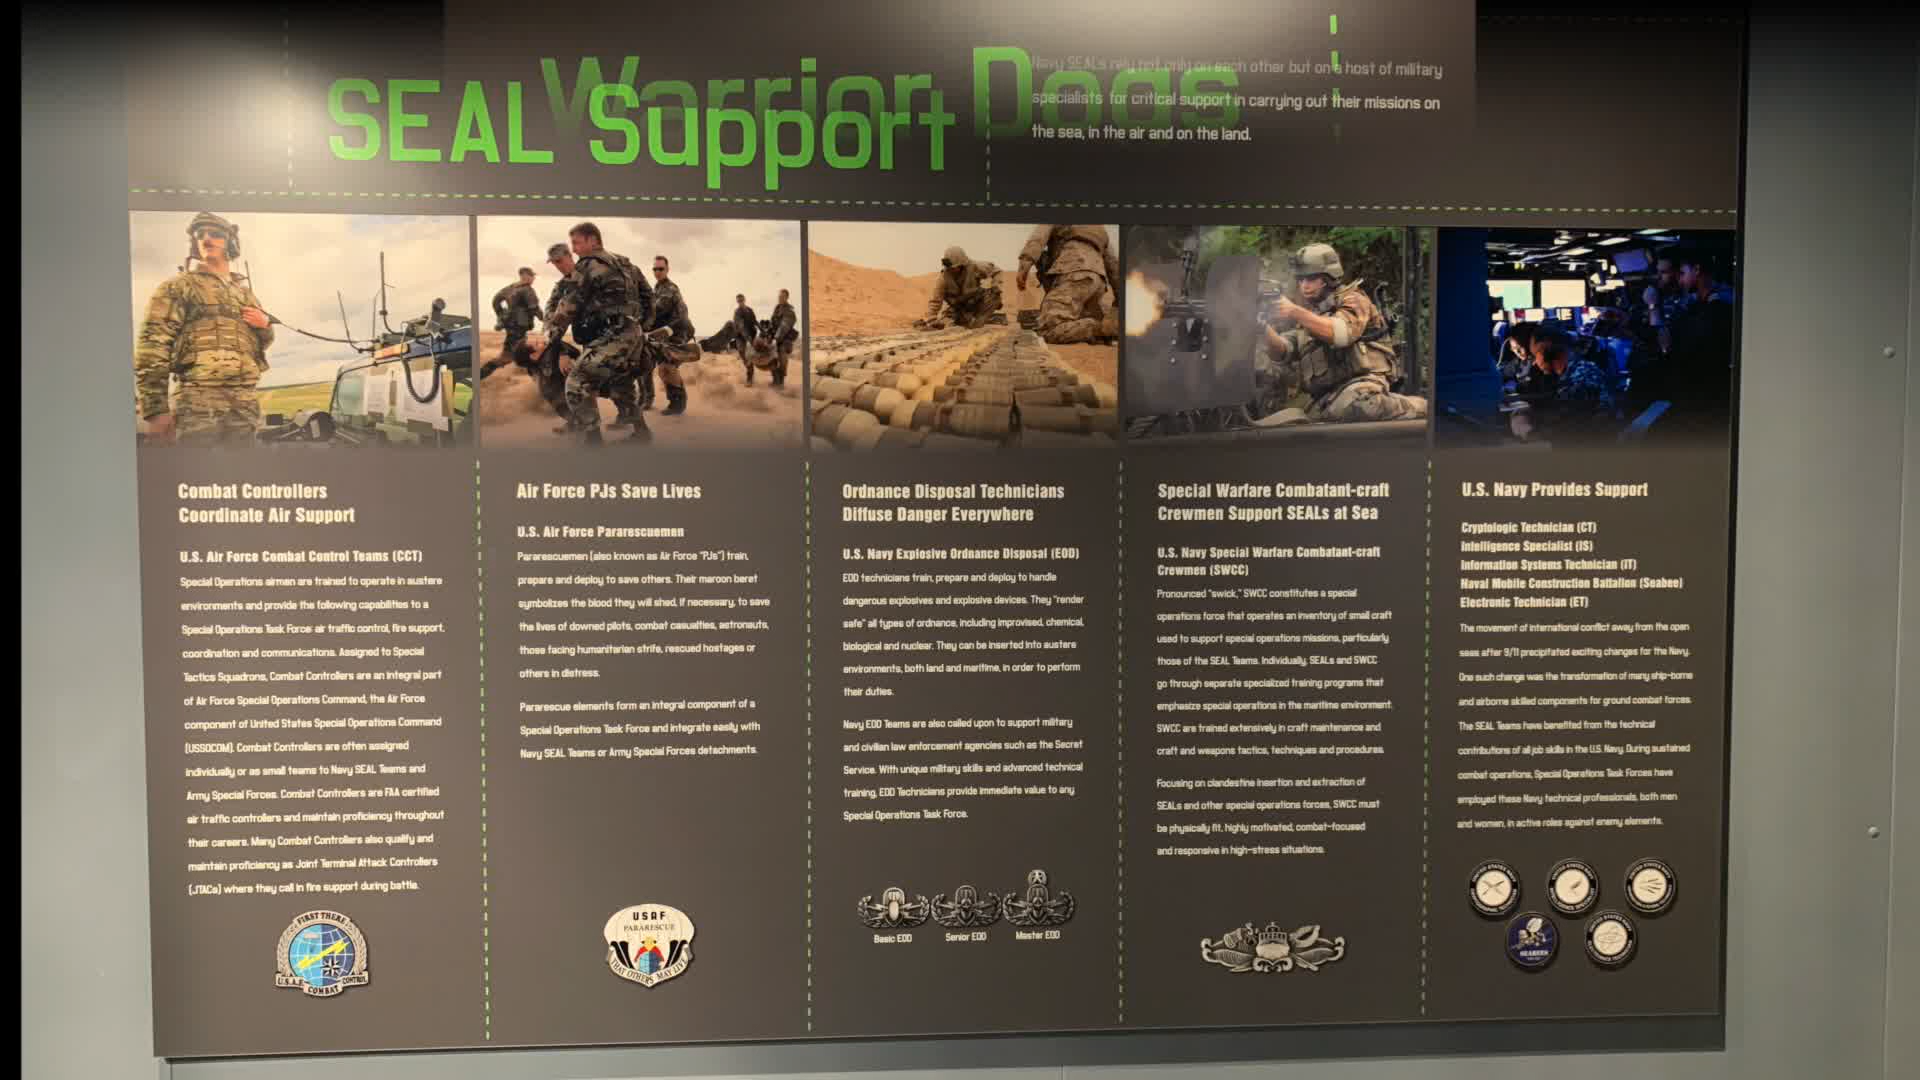 Warrior Dogs
SEAL Support
Navy SEALs rely not only on each other but on a host of military
specialists for critical support in carrying out their missions on
the sea, in the air and on the land.
Combat Controllers
Coordinate Air Support
U.S. Air Force Combat Control Teams (CCT)
Special Operations airmen are trained to operate in austere
environments and provide the following capabilities to a
Special Operations Task Force: air traffic control, fire support,
coordination and communications. Assigned to Special
Tactics Squadrons, Combat Controllers are an integral part
of Air Force Special Operations Command, the Air Force
component of United States Special Operations Command
(USSOCOM). Combat Controllers are often assigned
individually or as small teams to Navy SEAL Teams and
Army Special Forces. Combat Controllers are FAA certified
air traffic controllers and maintain proficiency throughout
their careers. Many Combat Controllers also qualify and
maintain proficiency as Joint Terminal Attack Controllers
(JTACs) where they call in fire support during battle.
FIRST THERE
U.S.A.F. COMBAT CONTROL
Air Force PJs Save Lives
U.S. Air Force Pararescuemen
Pararescuemen (also known as Air Force "PJs") train,
prepare and deploy to save others. Their maroon beret
symbolizes the blood they will shed, if necessary, to save
the lives of downed pilots, combat casualties, astronauts,
those facing humanitarian strife, rescued hostages or
others in distress.
Pararescue elements form an integral component of a
Special Operations Task Force and integrate easily with
Navy SEAL Teams or Army Special Forces detachments.
USAF
PARARESCUE
THAT OTHERS MAY LIVE
Ordnance Disposal Technicians
Diffuse Danger Everywhere
U.S. Navy Explosive Ordnance Disposal (EOD)
EOD technicians train, prepare and deploy to handle
dangerous explosives and explosive devices. They "render
safe" all types of ordnance, including improvised, chemical,
biological and nuclear. They can be inserted into austere
environments, both land and maritime, in order to perform
their duties.
Navy EOD Teams are also called upon to support military
and civilian law enforcement agencies such as the Secret
Service. With unique military skills and advanced technical
training, EOD Technicians provide immediate value to any
Special Operations Task Force.
Basic EOD
Senior EOD
Master EOD
Special Warfare Combatant-craft
Crewmen Support SEALs at Sea
U.S. Navy Special Warfare Combatant-craft
Crewmen (SWCC)
Pronounced "swick," SWCC constitutes a special
operations force that operates an inventory of small craft
used to support special operations missions, particularly
those of the SEAL Teams. Individually, SEALs and SWCC
go through separate specialized training programs that
emphasize special operations in the maritime environment.
SWCC are trained extensively in craft maintenance and
craft and weapons tactics, techniques and procedures.
Focusing on clandestine insertion and extraction of
SEALs and other special operations forces, SWCC must
be physically fit, highly motivated, combat-focused
and responsive in high-stress situations.
U.S. Navy Provides Support
Cryptologic Technician (CT)
Intelligence Specialist (IS)
Information Systems Technician (IT)
Naval Mobile Construction Battalion (Seabee)
Electronic Technician (ET)
The movement of international conflict away from the open
seas after 9/11 precipitated exciting changes for the Navy.
One such change was the transformation of many ship-borne
and airborne skilled components for ground combat forces.
The SEAL Teams have benefited from the technical
contributions of all job skills in the U.S. Navy. During sustained
combat operations, Special Operations Task Forces have
employed these Navy technical professionals, both men
and women, in active roles against enemy elements.
SEABEES